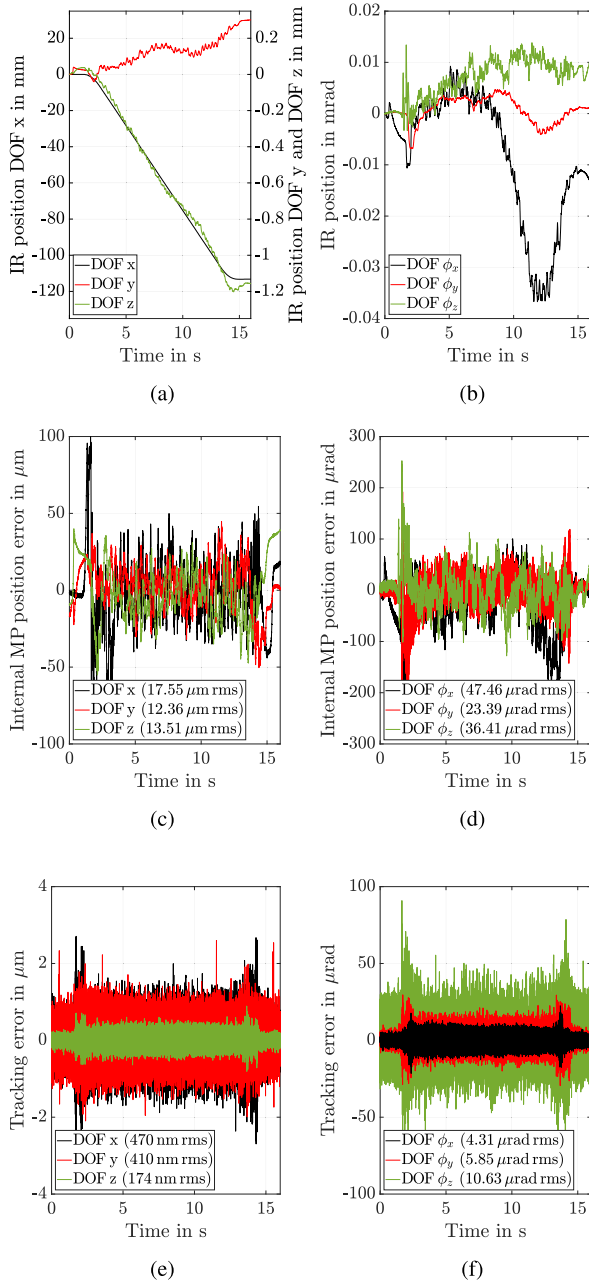 IR position DOF x in mm
20
0
-20
-40
-60
-80
-100
-120
0.2
0
-0.2
-0.4
-0.6
-0.8
-1
-1.2
IR position DOF y and DOF z in mm
DOF x
DOF y
DOF z
0 5 10 15
Time in s
(a)
IR position in mrad
0.02
0.01
0
-0.01
-0.02
-0.03
-0.04
DOF ϕx
DOF ϕy
DOF ϕz
0 5 10 15
Time in s
(b)
Internal MP position error in μm
100
50
0
-50
-100
DOF x (17.55 μm rms)
DOF y (12.36 μm rms)
DOF z (13.51 μm rms)
0 5 10 15
Time in s
(c)
Internal MP position error in μrad
300
200
100
0
-100
-200
-300
DOF ϕx (47.46 μrad rms)
DOF ϕy (23.39 μrad rms)
DOF ϕz (36.41 μrad rms)
0 5 10 15
Time in s
(d)
Tracking error in μm
4
2
0
-2
-4
DOF x (470 nm rms)
DOF y (410 nm rms)
DOF z (174 nm rms)
0 5 10 15
Time in s
(e)
Tracking error in μrad
100
50
0
-50
-100
DOF ϕx (4.31 μrad rms)
DOF ϕy (5.85 μrad rms)
DOF ϕz (10.63 μrad rms)
0 5 10 15
Time in s
(f)